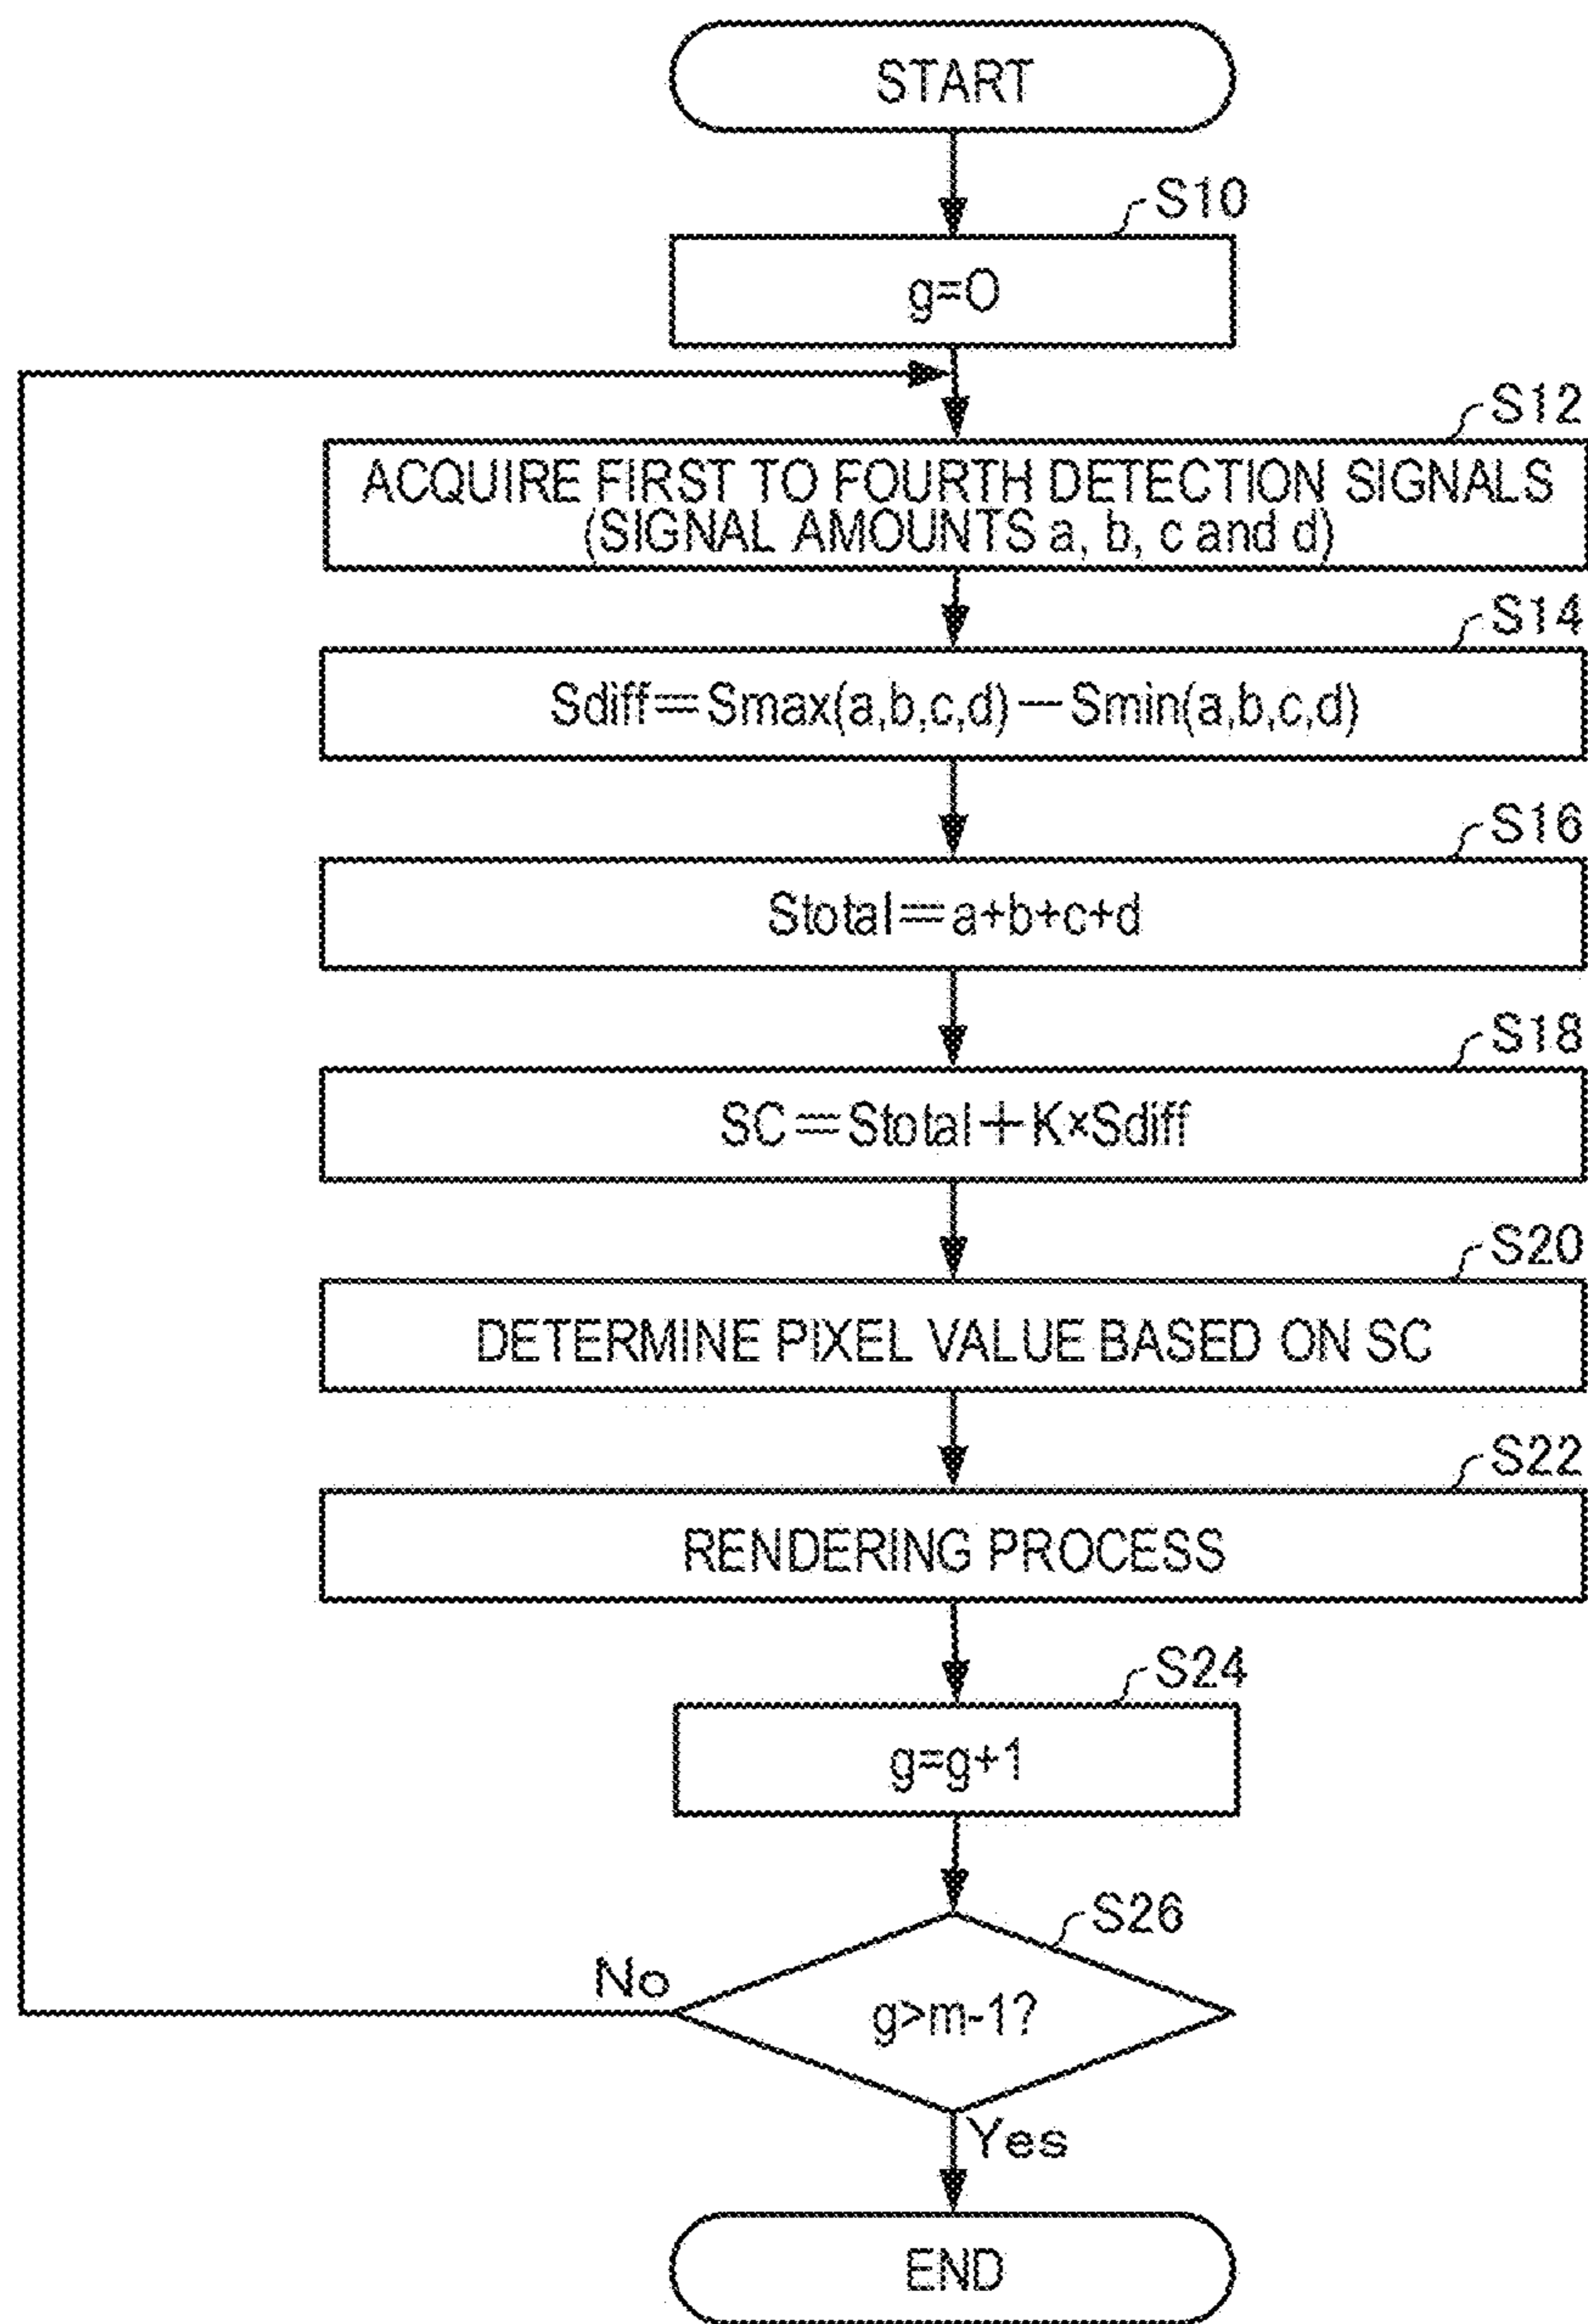 START
S10
g=0
S12
ACQUIRE FIRST TO FOURTH DETECTION SIGNALS
(SIGNAL AMOUNTS a, b, c and d)
S14
Sdiff=Smax(a,b,c,d)-Smin(a,b,c,d)
S16
Stotal=a+b+c+d
S18
SC=Stotal+K×Sdiff
S20
DETERMINE PIXEL VALUE BASED ON SC
S22
RENDERING PROCESS
S24
g=g+1
S26
No
g>m-1?
Yes
END